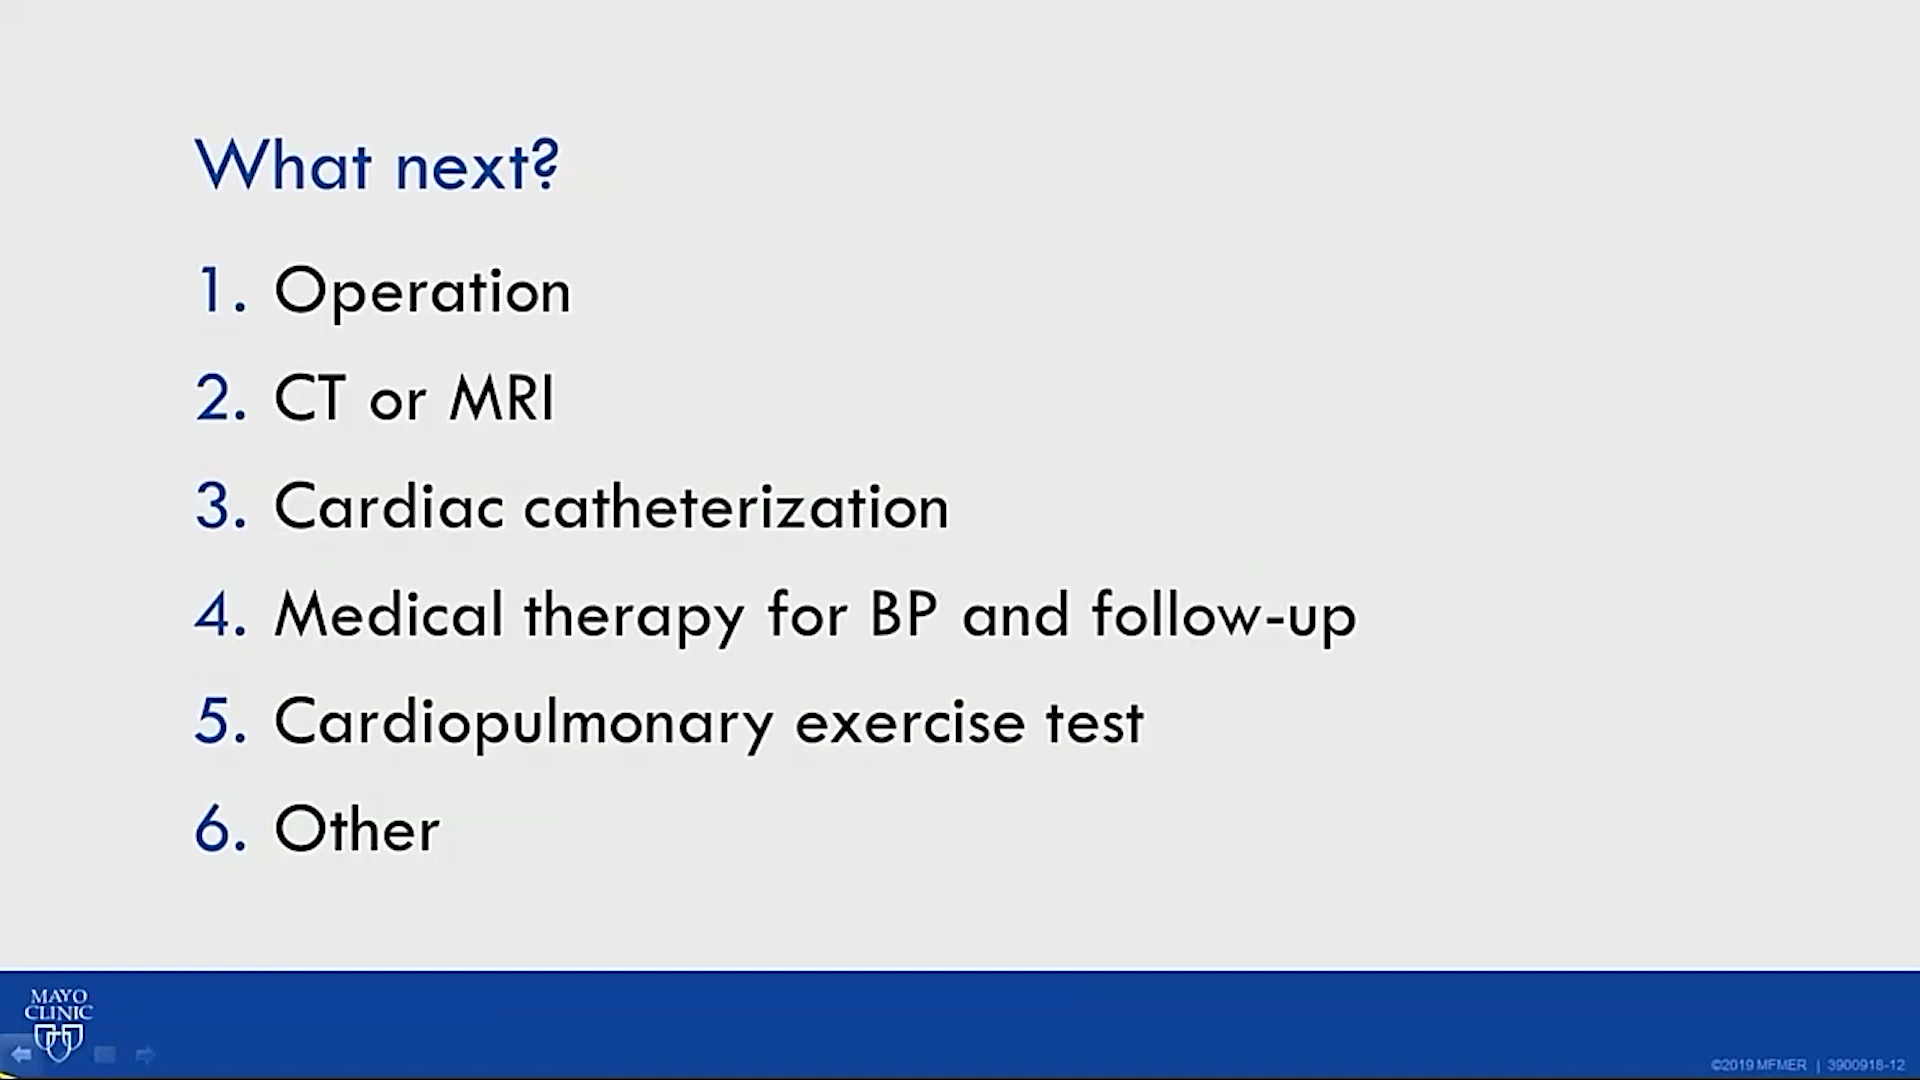 What next?
1. Operation
2. CT or MRI
3. Cardiac catheterization
4. Medical therapy for BP and follow-up
5. Cardiopulmonary exercise test
6. Other
MAYO
CLINIC
©2019 MFMER | 3900918-12